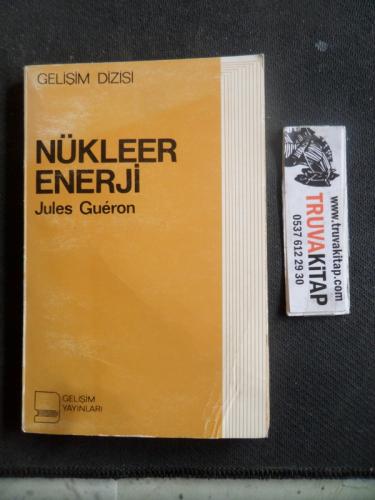 GELİŞİM DİZİSİ
NÜKLEER
ENERJİ
Jules Guéron
GELİŞİM
YAYINLARI
www.truvakitap.com
TRUVAKiTAP
0537 612 29 30